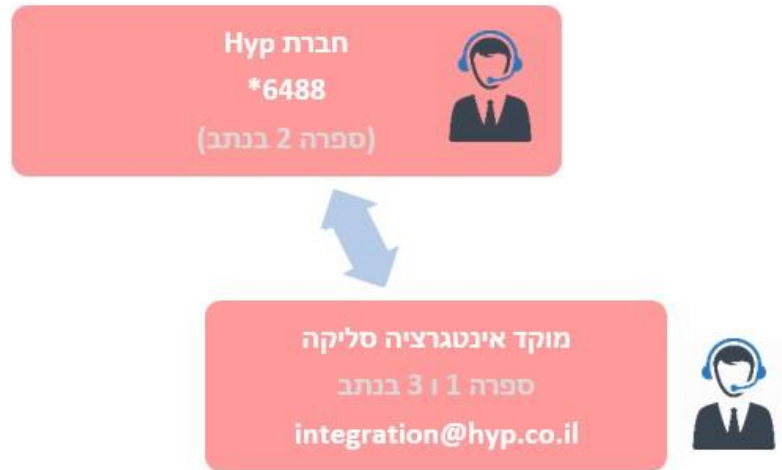 חברת Hyp
*6488
(ספרה 2 בנתב)
מוקד אינטגרציה סליקה
ספרה 1 ו 3 בנתב
integration@hyp.co.il